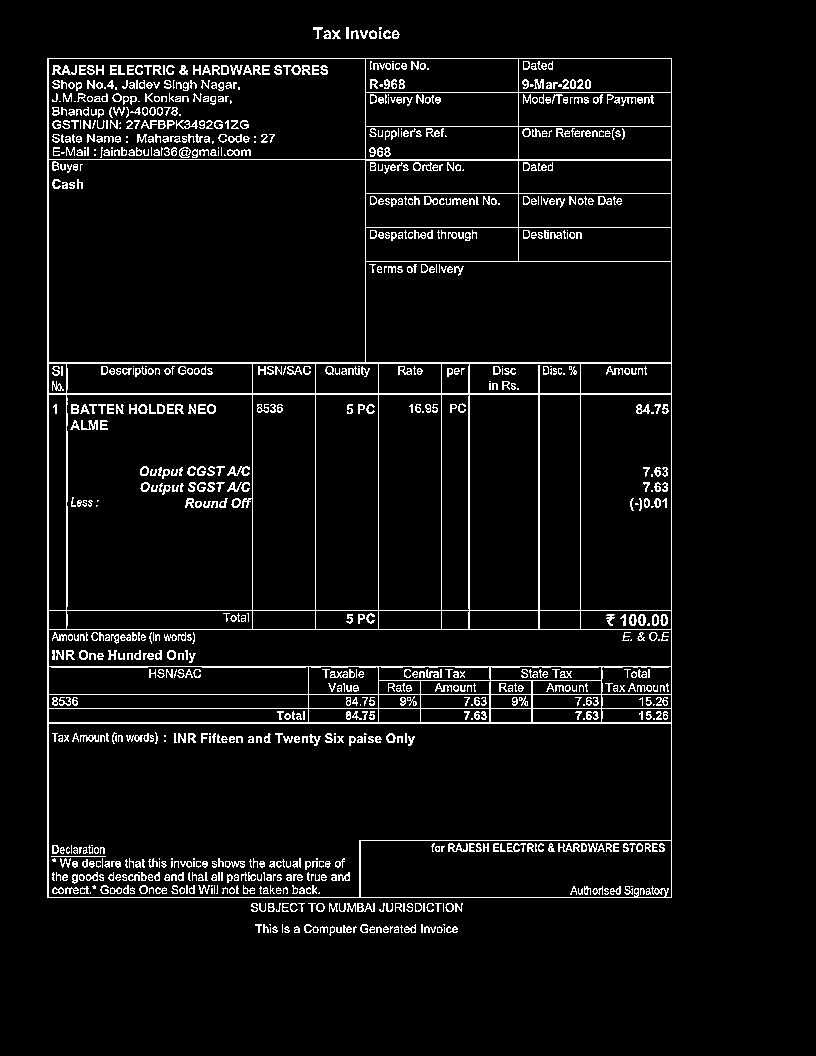 Tax Invoice
RAJESH ELECTRIC & HARDWARE STORES
Shop No.4, Jaidev Singh Nagar,
J.M.Road Opp. Konkan Nagar,
Bhandup (W)-400078.
GSTIN/UIN: 27AFBPK3492G1ZG
State Name : Maharashtra, Code : 27
E-Mail : jainbabulal36@gmail.com
Invoice No. Dated
R-968 9-Mar-2020
Delivery Note Mode/Terms of Payment
Supplier's Ref. Other Reference(s)
968
Buyer
Cash
Buyer's Order No. Dated
Despatch Document No. Delivery Note Date
Despatched through Destination
Terms of Delivery
Sl Description of Goods HSN/SAC Quantity Rate per Disc Disc. % Amount
No. in Rs.
1 BATTEN HOLDER NEO 8536 5 PC 16.95 PC 84.75
ALME
Output CGST A/C 7.63
Output SGST A/C 7.63
Less : Round Off (-)0.01
Total 5 PC ₹ 100.00
Amount Chargeable (in words) E. & O.E
INR One Hundred Only
HSN/SAC Taxable Central Tax State Tax Total
Value Rate Amount Rate Amount Tax Amount
8536 84.75 9% 7.63 9% 7.63 15.26
Total 84.75 7.63 7.63 15.26
Tax Amount (in words) : INR Fifteen and Twenty Six paise Only
Declaration
* We declare that this invoice shows the actual price of
the goods described and that all particulars are true and
correct.* Goods Once Sold Will not be taken back.
for RAJESH ELECTRIC & HARDWARE STORES
Authorised Signatory
SUBJECT TO MUMBAI JURISDICTION
This is a Computer Generated Invoice